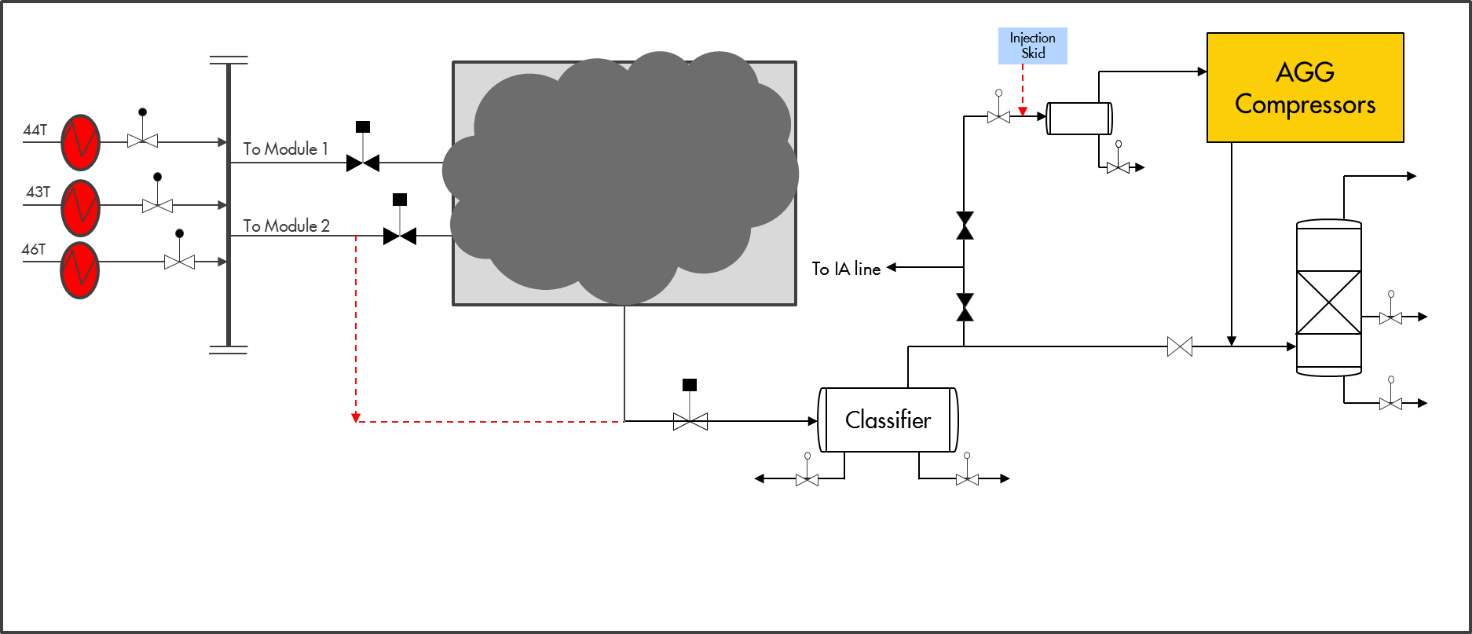 44T
43T
46T
To Module 1
To Module 2
Injection
Skid
AGG
Compressors
To IA line
Classifier